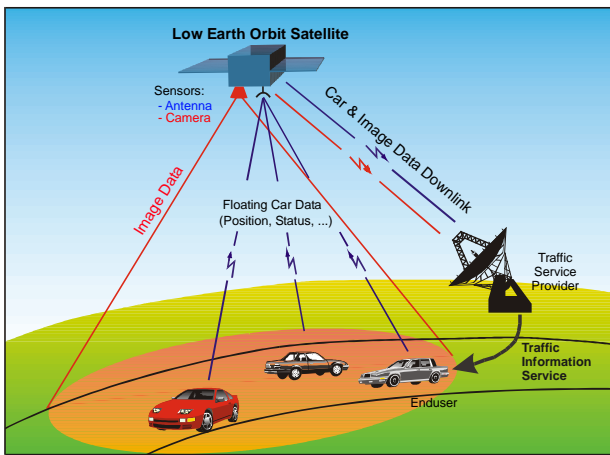 Low Earth Orbit Satellite
Sensors:
- Antenna
- Camera
Car & Image Data Downlink
Image Data
Floating Car Data
(Position, Status, ...)
Traffic
Service
Provider
Traffic
Information
Service
Enduser